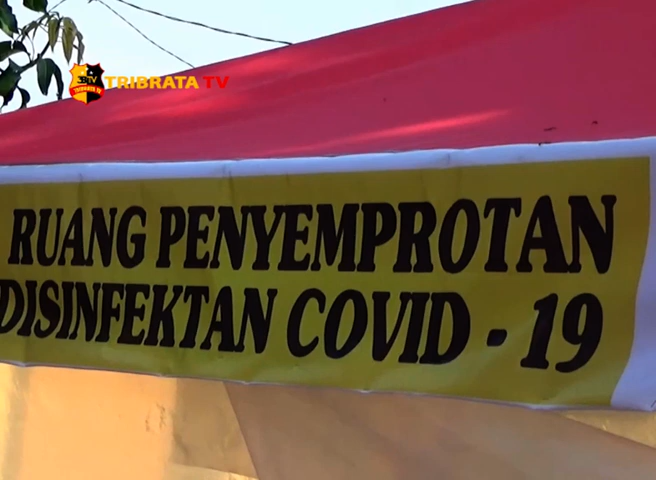 TRIBRATA TV
RUANG PENYEMPROTAN
DISINFEKTAN COVID - 19